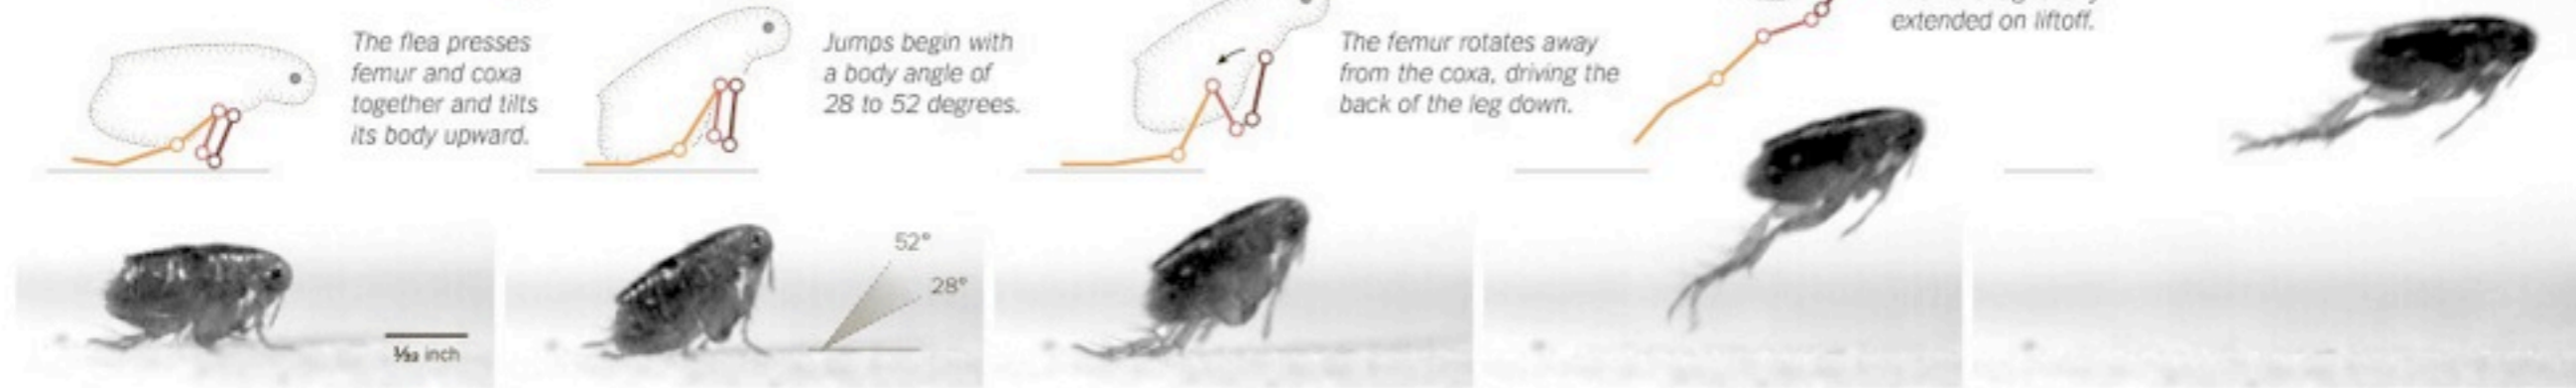 The flea presses
femur and coxa
together and tilts
its body upward.
Jumps begin with
a body angle of
28 to 52 degrees.
The femur rotates away
from the coxa, driving the
back of the leg down.
extended on liftoff.
52°
28°
inch